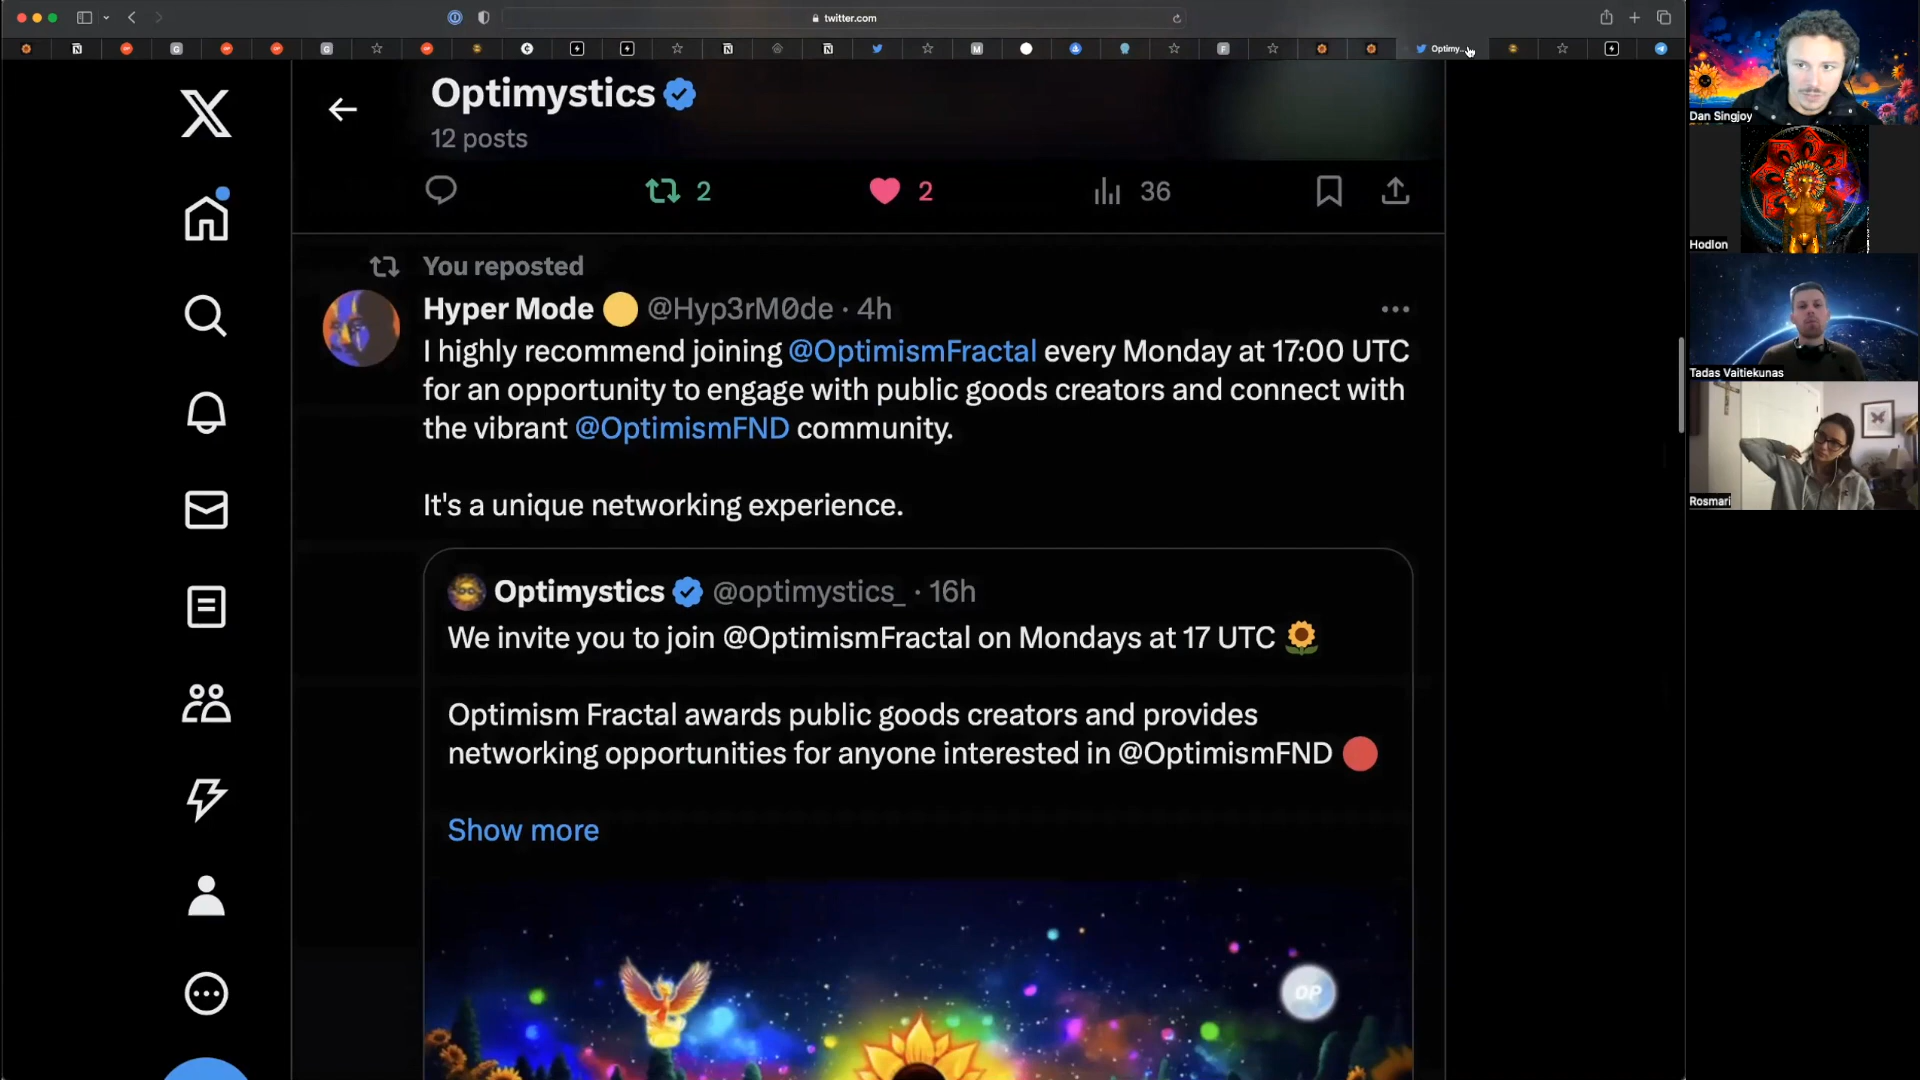 twitter.com
Optimy...
Optimystics
12 posts
2
2
36
You reposted
Hyper Mode @Hyp3rM0de · 4h
I highly recommend joining @OptimismFractal every Monday at 17:00 UTC
for an opportunity to engage with public goods creators and connect with
the vibrant @OptimismFND community.
It's a unique networking experience.
Optimystics @optimystics_ · 16h
We invite you to join @OptimismFractal on Mondays at 17 UTC
Optimism Fractal awards public goods creators and provides
networking opportunities for anyone interested in @OptimismFND
Show more
OP
Dan Singjoy
Hodlon
Tadas Vaitiekunas
Rosmari